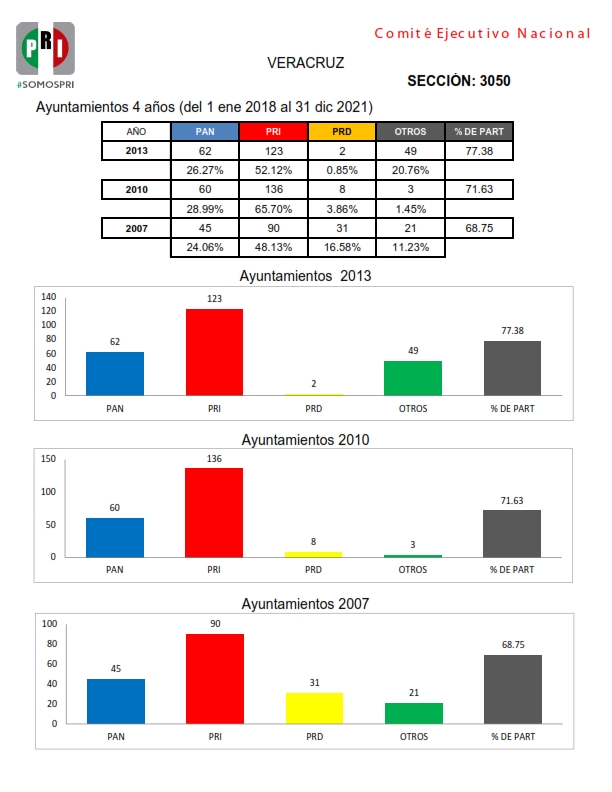 Comité Ejecutivo Nacional
PRI
#SOMOSPRI
VERACRUZ
SECCIÓN: 3050
Ayuntamientos 4 años (del 1 ene 2018 al 31 dic 2021)
AÑO PAN PRI PRD OTROS % DE PART
2013 62 123 2 49 77.38
26.27% 52.12% 0.85% 20.76%
2010 60 136 8 3 71.63
28.99% 65.70% 3.86% 1.45%
2007 45 90 31 21 68.75
24.06% 48.13% 16.58% 11.23%
Ayuntamientos 2013
140
120
100
80
60
40
20
0
62 123 2 49 77.38
PAN PRI PRD OTROS % DE PART
Ayuntamientos 2010
150
100
50
0
60 136 8 3 71.63
PAN PRI PRD OTROS % DE PART
Ayuntamientos 2007
100
80
60
40
20
0
45 90 31 21 68.75
PAN PRI PRD OTROS % DE PART